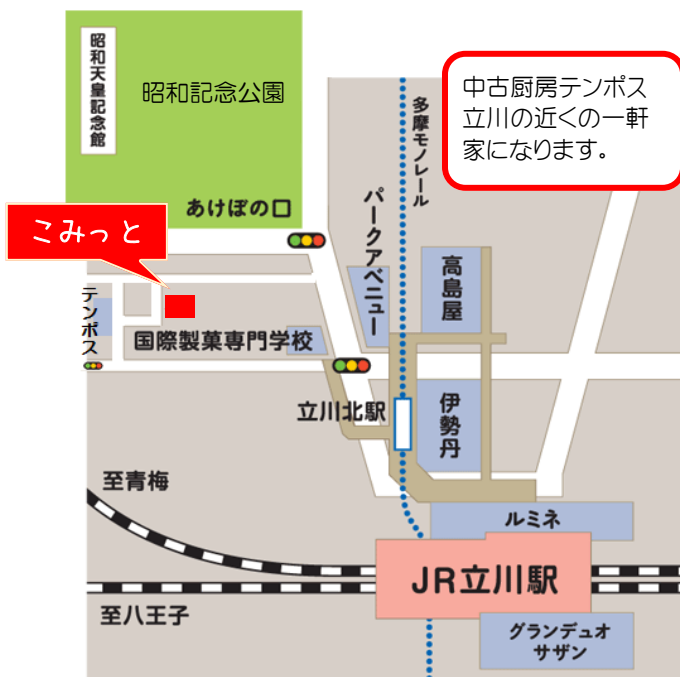 昭和天皇記念館
昭和記念公園
中古厨房テンポス
立川の近くの一軒
家になります。
多摩モノレール
あけぼの口
パークアベニュー
こみっと
高島屋
テンポス
国際製菓専門学校
立川北駅
伊勢丹
至青梅
ルミネ
JR立川駅
至八王子
グランデュオ
サザン